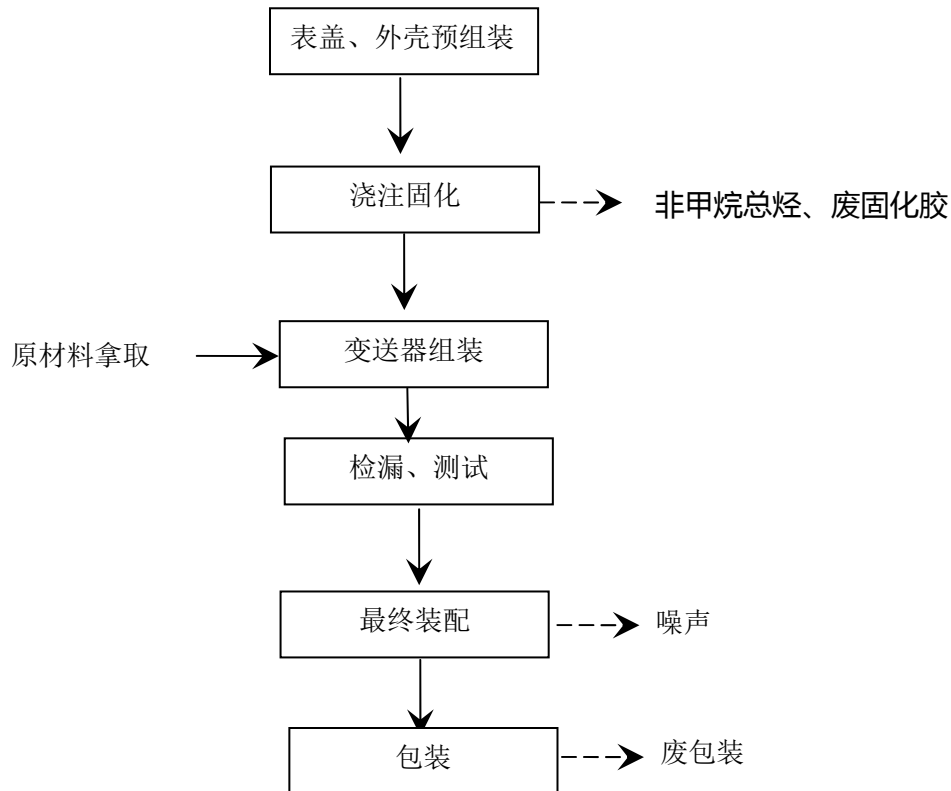 表盖、外壳预组装
浇注固化
非甲烷总烃、废固化胶
原材料拿取
变送器组装
检漏、测试
最终装配
噪声
包装
废包装